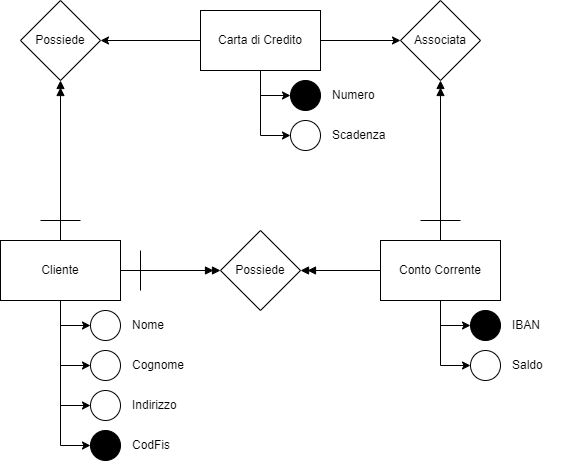 Possiede
Carta di Credito
Associata
Numero
Scadenza
Cliente
Possiede
Conto Corrente
Nome
IBAN
Cognome
Saldo
Indirizzo
CodFis